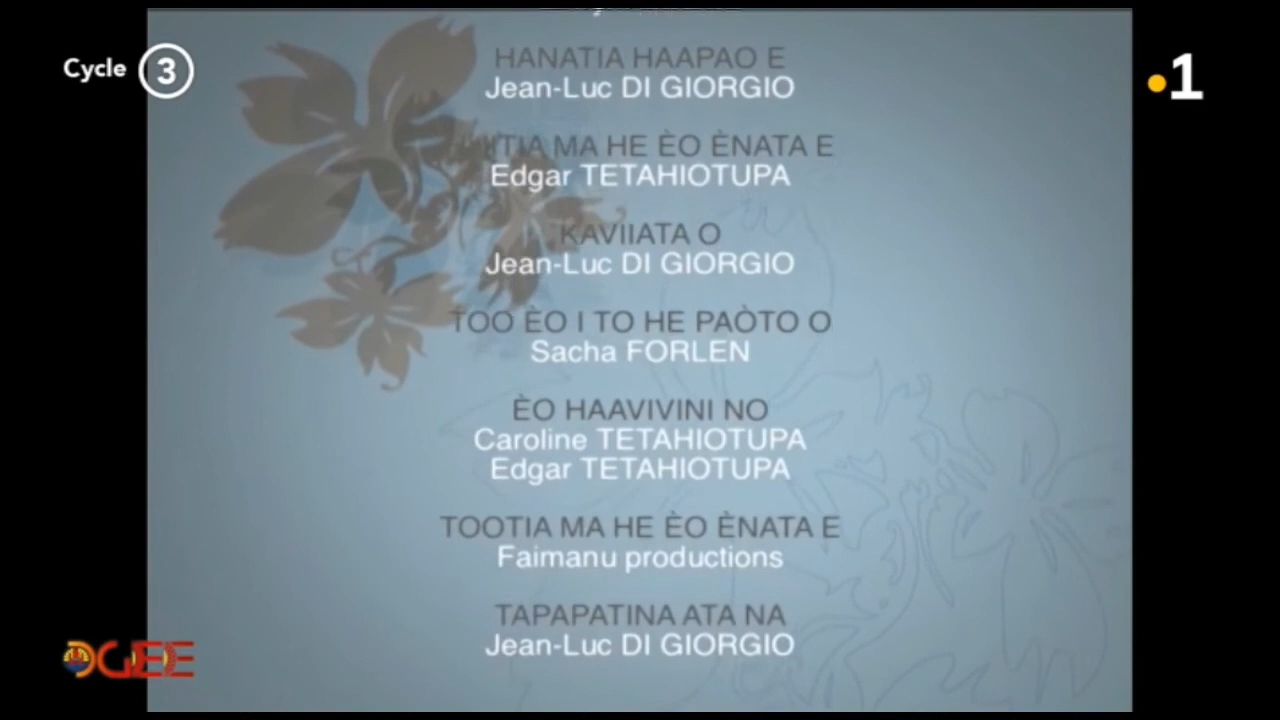 Cycle 3
1
HANATIA HAAPAO E
Jean-Luc DI GIORGIO
MA HE ÈO ÈNATA E
Edgar TETAHIOTUPA
KAVIIATA O
Jean-Luc DI GIORGIO
TOO ÈO I TO HE PAÒTO O
Sacha FORLEN
ÈO HAAVIVINI NO
Caroline TETAHIOTUPA
Edgar TETAHIOTUPA
TOOTIA MA HE ÈO ÈNATA E
Faimanu productions
TAPAPATINA ATA NA
Jean-Luc DI GIORGIO
DGEE